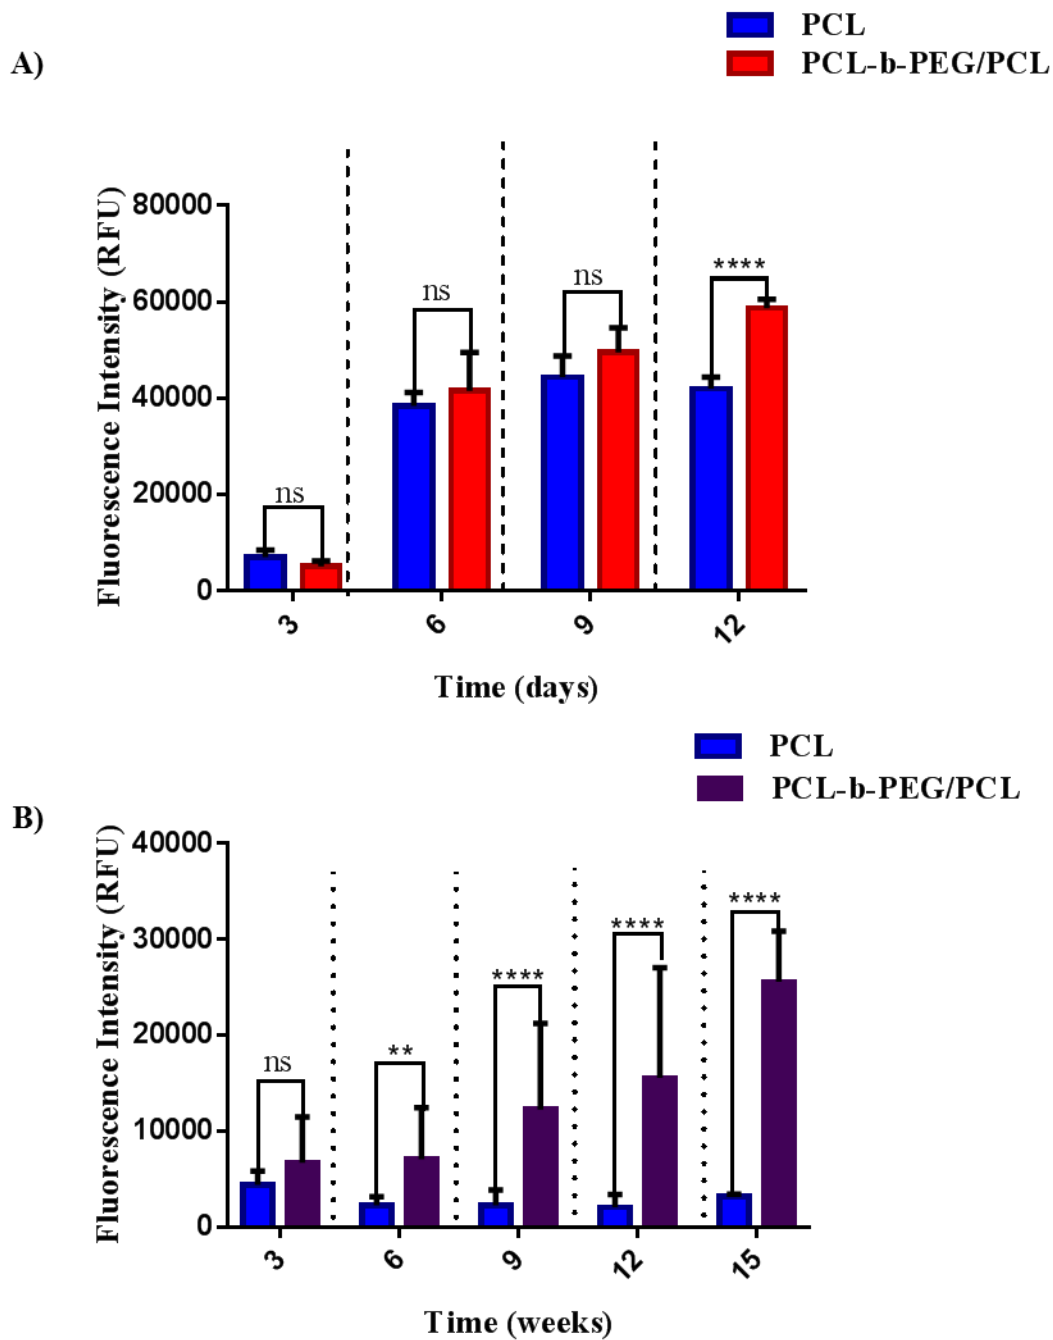 PCL
PCL-b-PEG/PCL
A)
Fluorescence Intensity (RFU)
80000
60000
40000
20000
0
ns
ns
ns
****
3
6
9
12
Time (days)
PCL
PCL-b-PEG/PCL
B)
Fluorescence Intensity (RFU)
40000
30000
20000
10000
0
ns
**
****
****
****
3
6
9
12
15
Time (weeks)